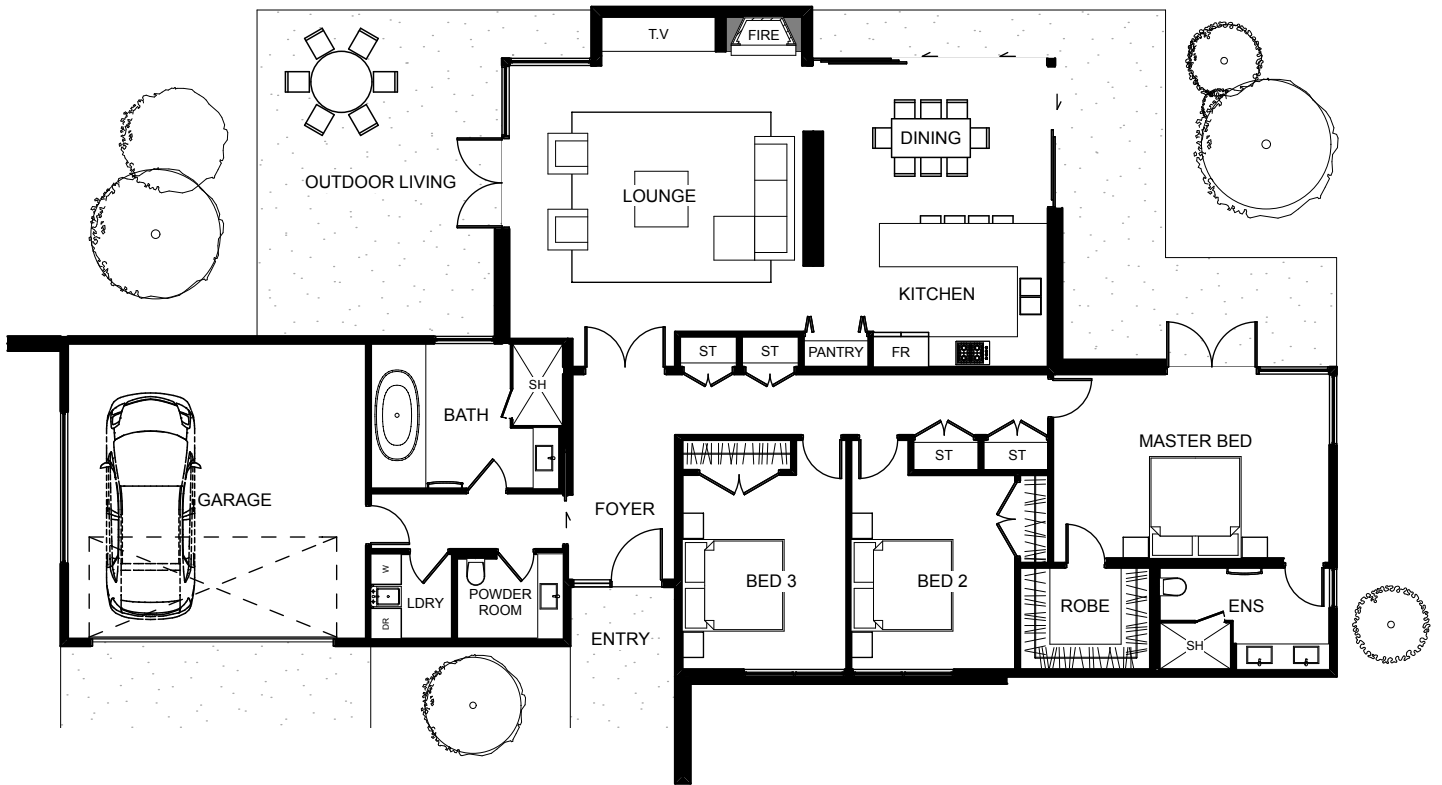 T.V
FIRE
DINING
OUTDOOR LIVING
LOUNGE
KITCHEN
ST
ST
PANTRY
FR
SH
BATH
MASTER BED
ST
ST
GARAGE
FOYER
W
BED 3
BED 2
LDRY
POWDER
ROOM
ROBE
ENS
DR
ENTRY
SH